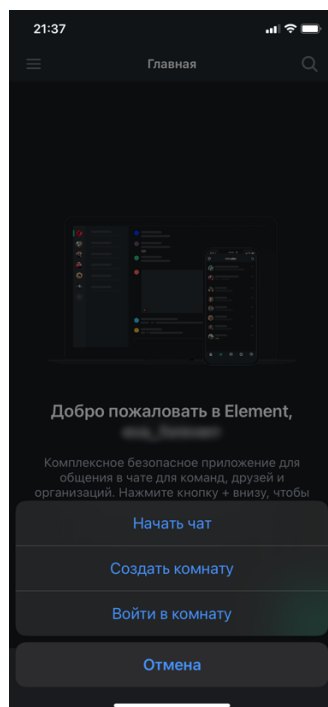 21:37
Главная
Добро пожаловать в Element,
Комплексное безопасное приложение для
общения в чате для команд, друзей и
организаций. Нажмите кнопку + внизу, чтобы
Начать чат
Создать комнату
Войти в комнату
Отмена